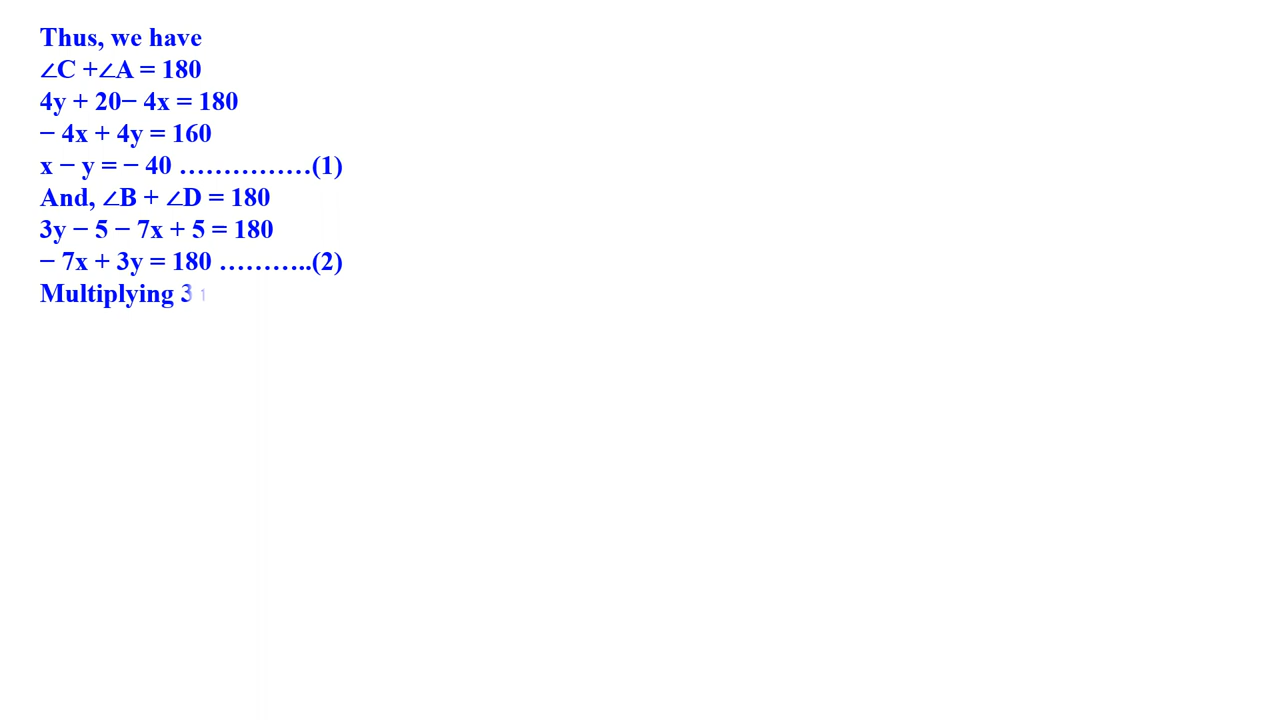 Thus, we have
∠C +∠A = 180
4y + 20− 4x = 180
− 4x + 4y = 160
x − y = − 40 ……………(1)
And, ∠B + ∠D = 180
3y − 5 − 7x + 5 = 180
− 7x + 3y = 180 ………..(2)
Multiplying 3